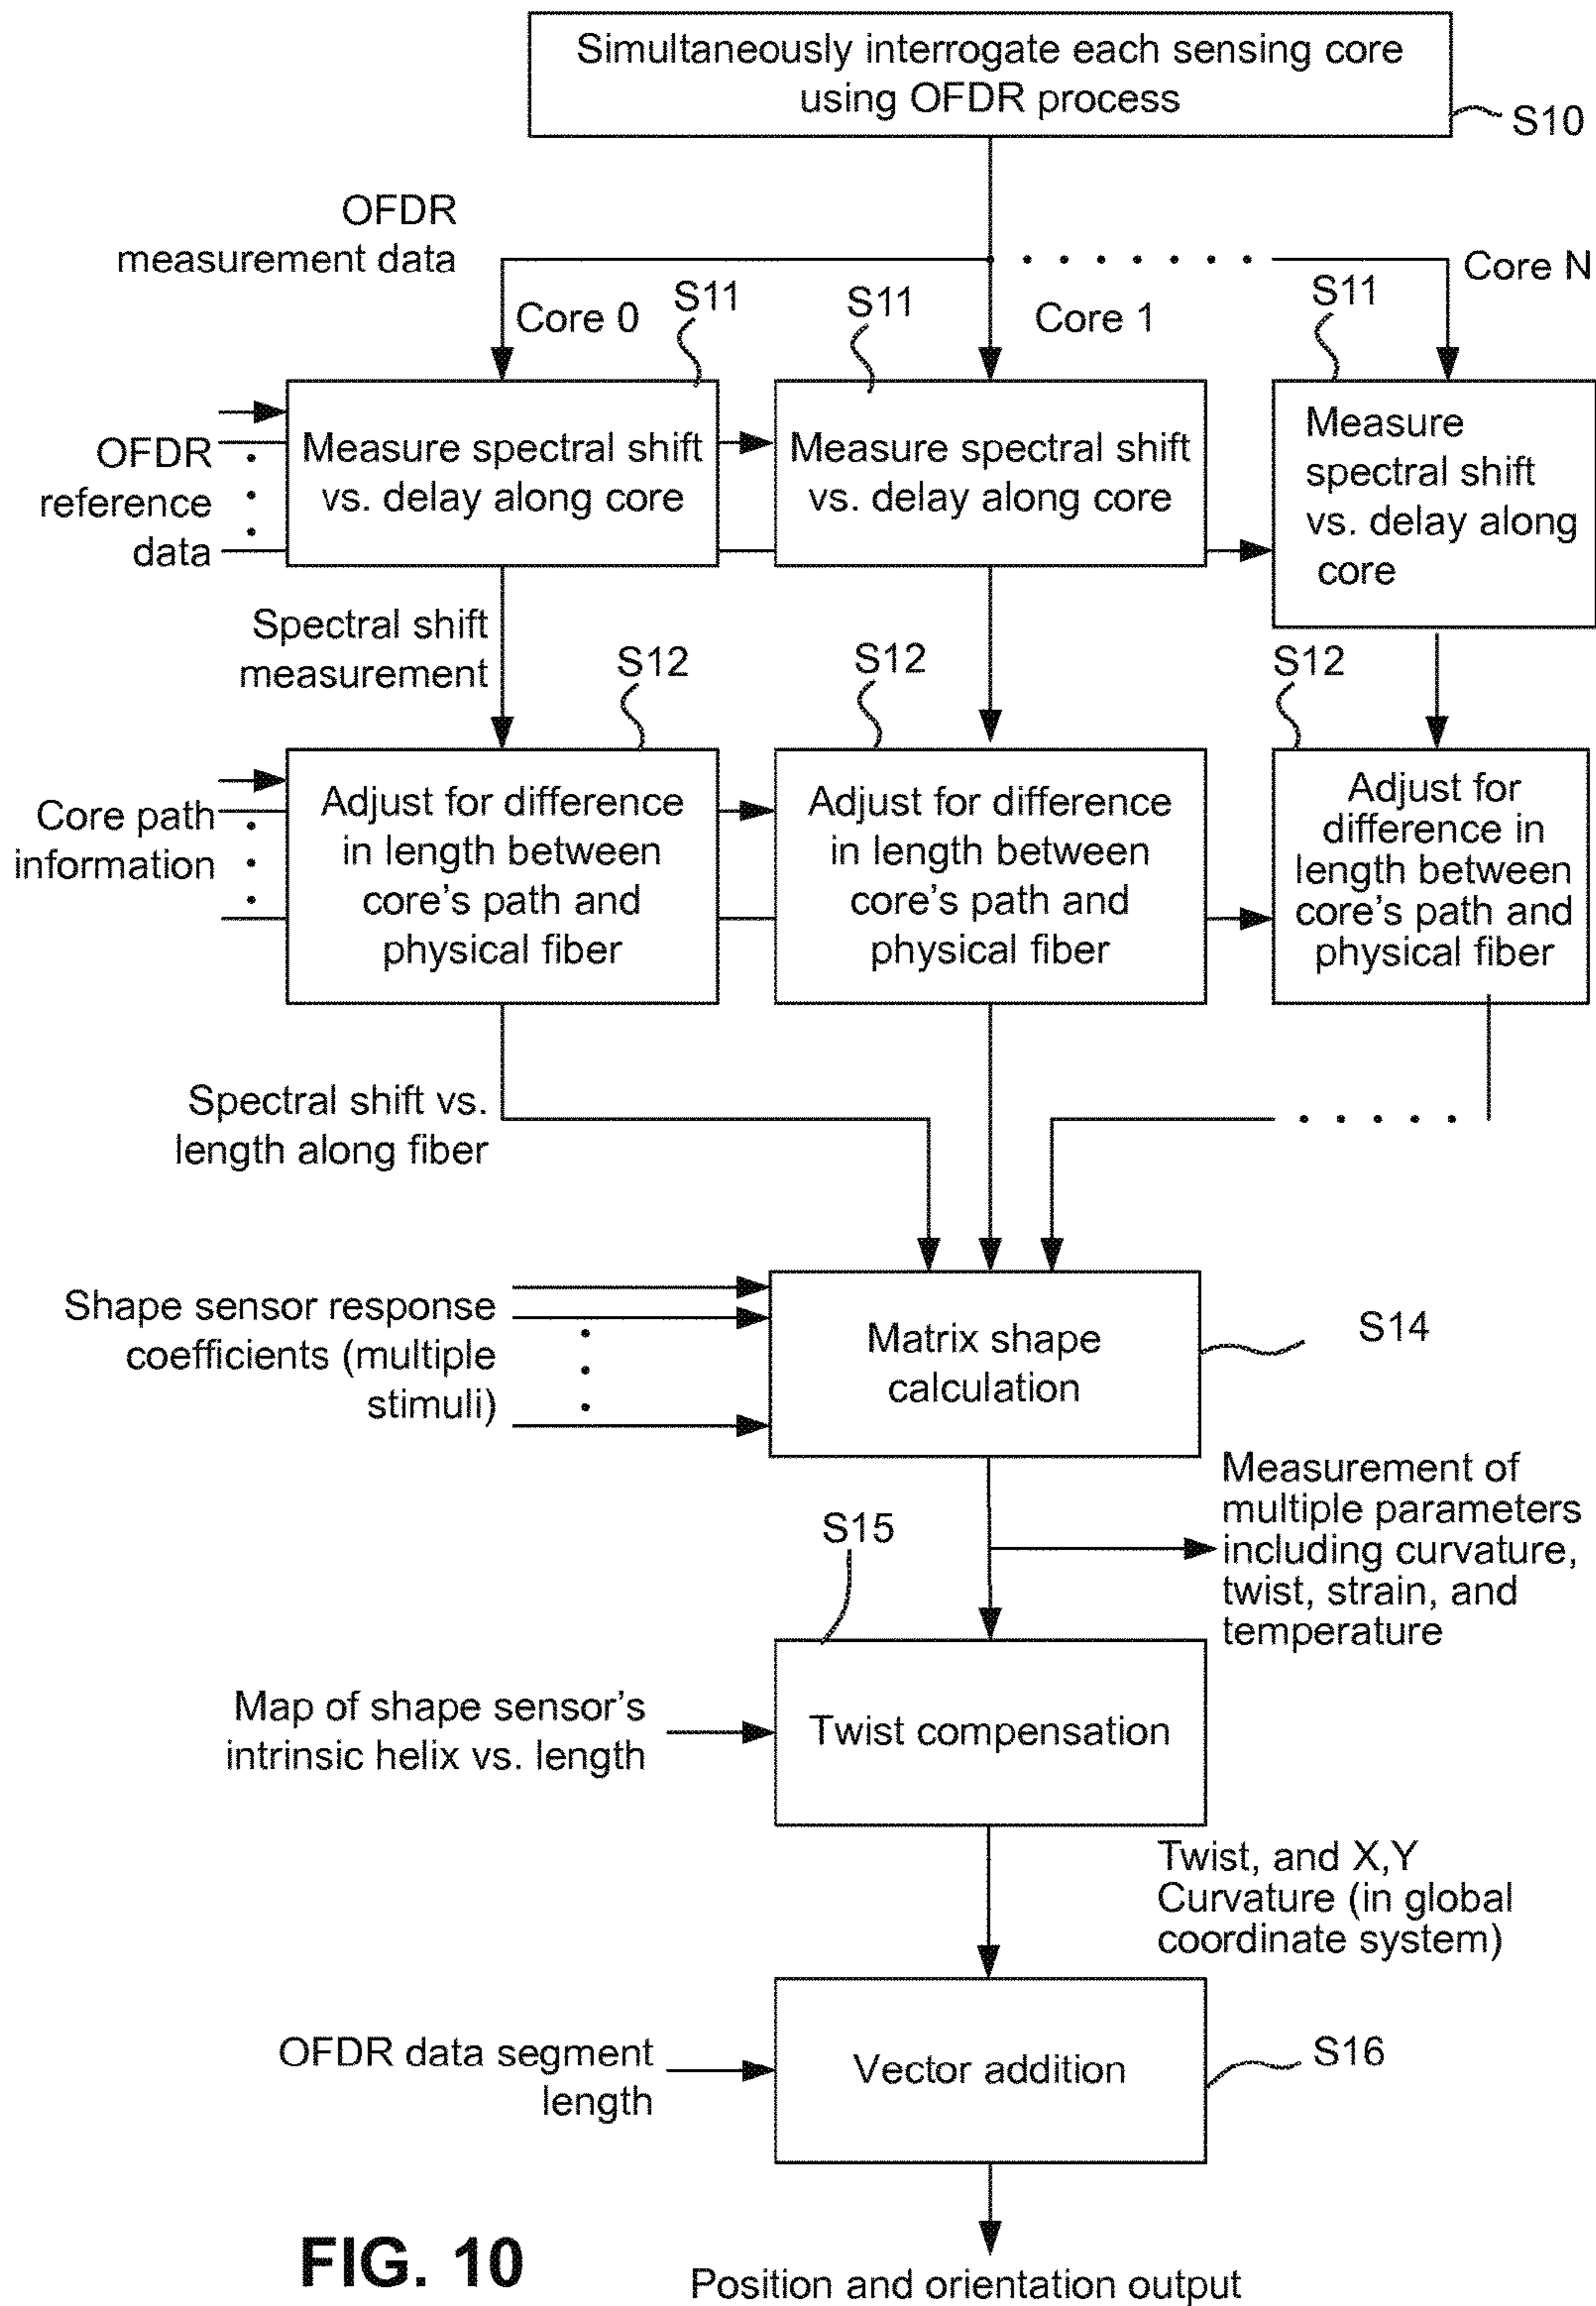 Simultaneously interrogate each sensing core
using OFDR process
S10
OFDR
measurement data
Core N
Core 0
S11
S11
Core 1
S11
OFDR
reference
data
Measure spectral shift
vs. delay along core
Measure spectral shift
vs. delay along core
Measure
spectral shift
vs. delay along
core
Spectral shift
measurement
S12
S12
S12
Core path
information
Adjust for difference
in length between
core's path and
physical fiber
Adjust for difference
in length between
core's path and
physical fiber
Adjust for
difference in
length between
core's path and
physical fiber
Spectral shift vs.
length along fiber
Shape sensor response
coefficients (multiple
stimuli)
Matrix shape
calculation
S14
Measurement of
multiple parameters
including curvature,
twist, strain, and
temperature
S15
Map of shape sensor's
intrinsic helix vs. length
Twist compensation
Twist, and X,Y
Curvature (in global
coordinate system)
OFDR data segment
length
Vector addition
S16
FIG. 10
Position and orientation output